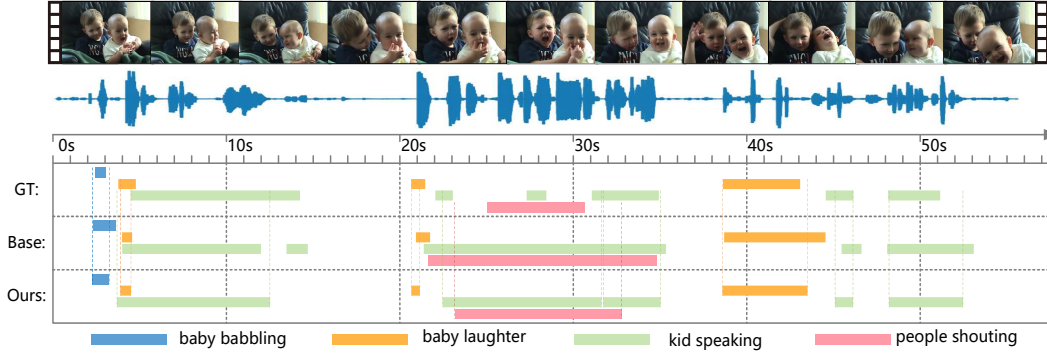 0s 10s 20s 30s 40s 50s
GT:
Base:
Ours:
baby babbling baby laughter kid speaking people shouting